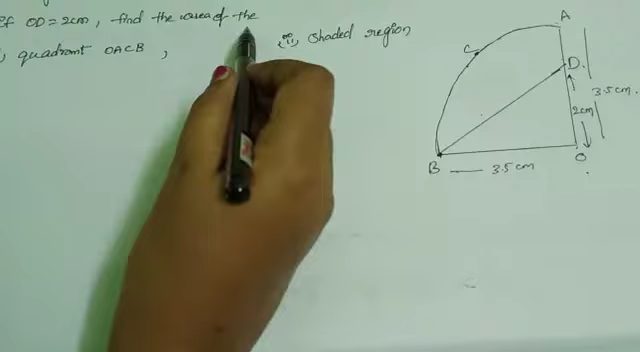 If OD = 2cm, find the area of the
) quadrant OACB, (ii) Shaded region
A
C
D.
3.5 cm.
2cm
O
B
3.5 cm